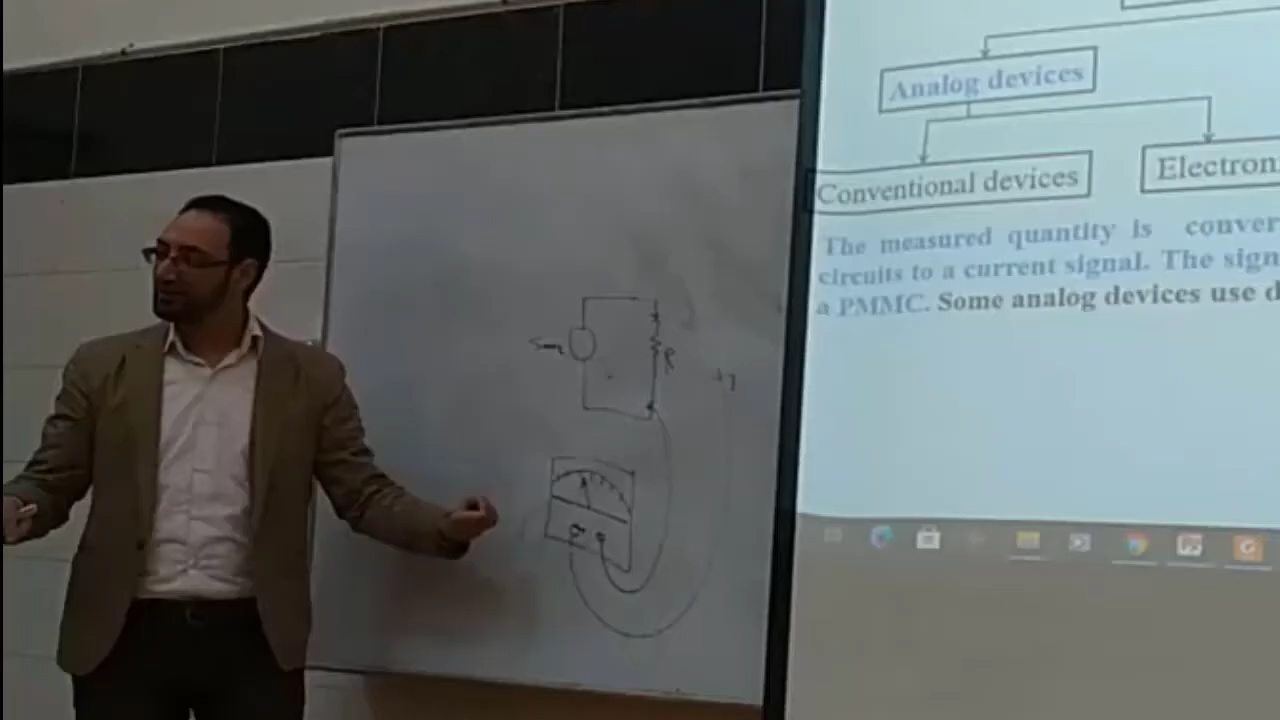 Analog devices
Conventional devices
Electroni
The measured quantity is conver
circuits to a current signal. The sign
a PMMC. Some analog devices use d
R